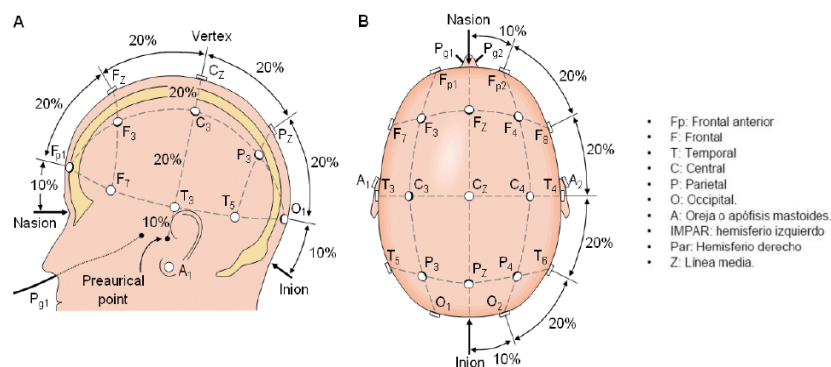 A
20%
Vertex
20%
Fz
Cz
20%
20%
20%
F3
C3
Pz
P3
20%
20%
Fp1
10%
F7
T3
T5
O1
Nasion
10%
10%
Preaurical
point
A1
Inion
Pg1
B
Nasion
10%
Pg1
Pg2
Fp1
Fp2
20%
F7
F3
Fz
F4
F8
20%
A1
T3
C3
Cz
C4
T4
A2
20%
T5
P3
Pz
P4
T6
O1
O2
20%
Inion
10%
• Fp: Frontal anterior
• F: Frontal
• T: Temporal
• C: Central
• P: Parietal
• O: Occipital.
• A: Oreja o apófisis mastoides.
• IMPAR: hemisferio izquierdo
• Par: Hemisferio derecho
• Z: Línea media.